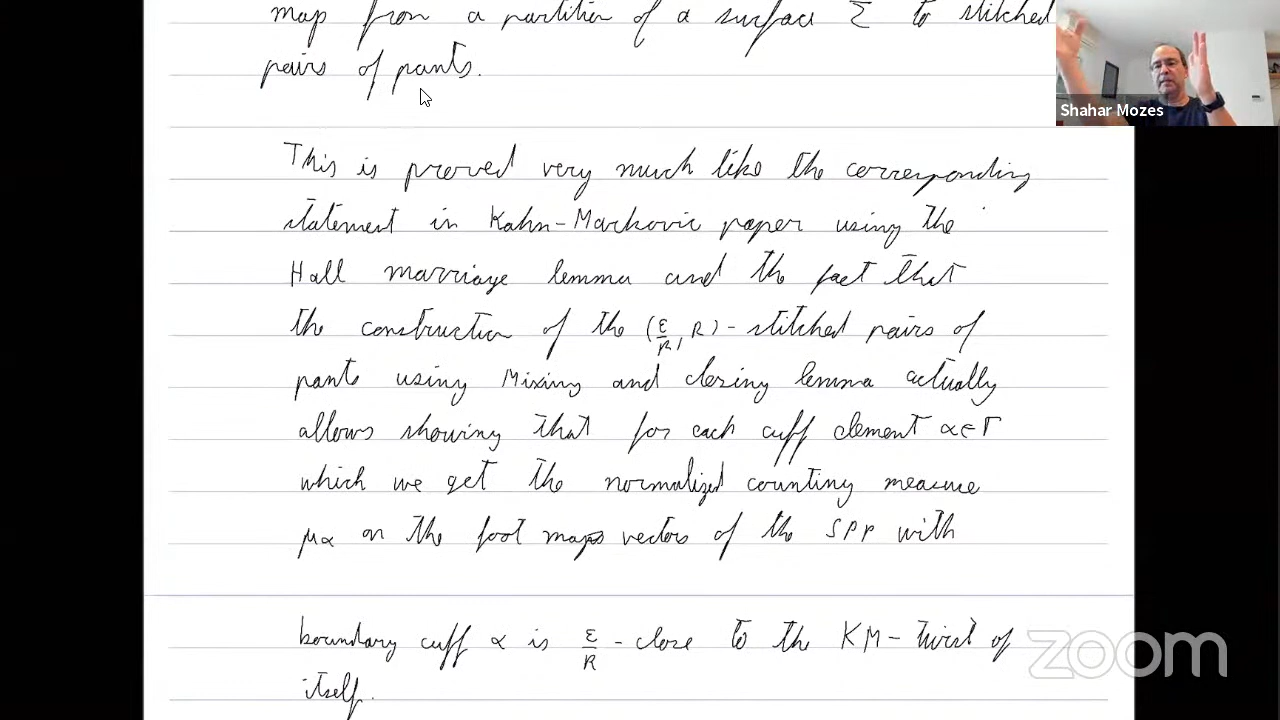 map from a partition of a surface Σ to stitched
pairs of pants.
This is proved very much like the corresponding
statement in Kahn-Markovic paper using the
Hall marriage lemma and the fact that
the construction of the (ε/R, R)-stitched pairs of
pants using Mixing and closing lemma actually
allows showing that for each cuff element α∈Γ
which we get the normalized counting measure
μα on the foot maps vectors of the SPP with
boundary cuff α is ε/R-close to the KM-twist of
itself.
Shahar Mozes
zoom